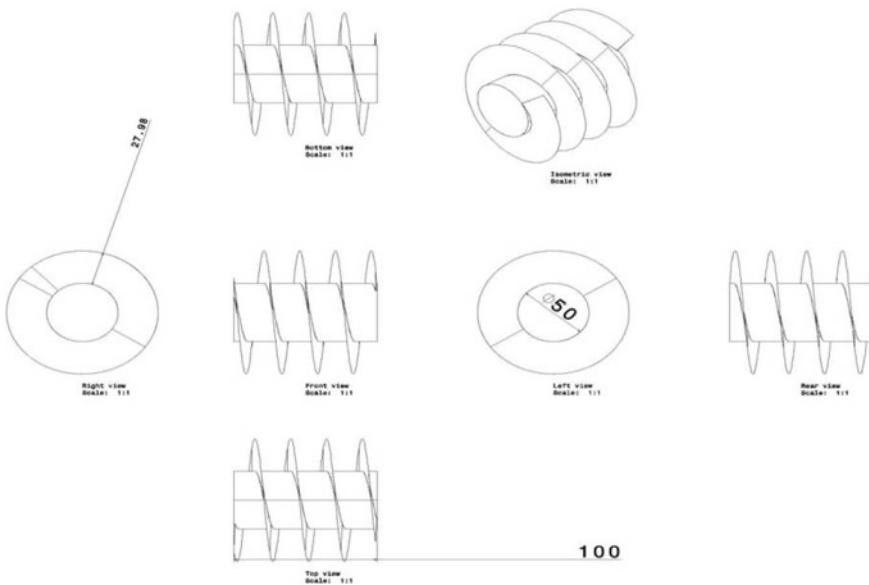 Bottom view
Scale: 1:1
Isometric view
Scale: 1:1
27.98
Right view
Scale: 1:1
Front view
Scale: 1:1
Ø50
Left view
Scale: 1:1
Rear view
Scale: 1:1
100
Top view
Scale: 1:1